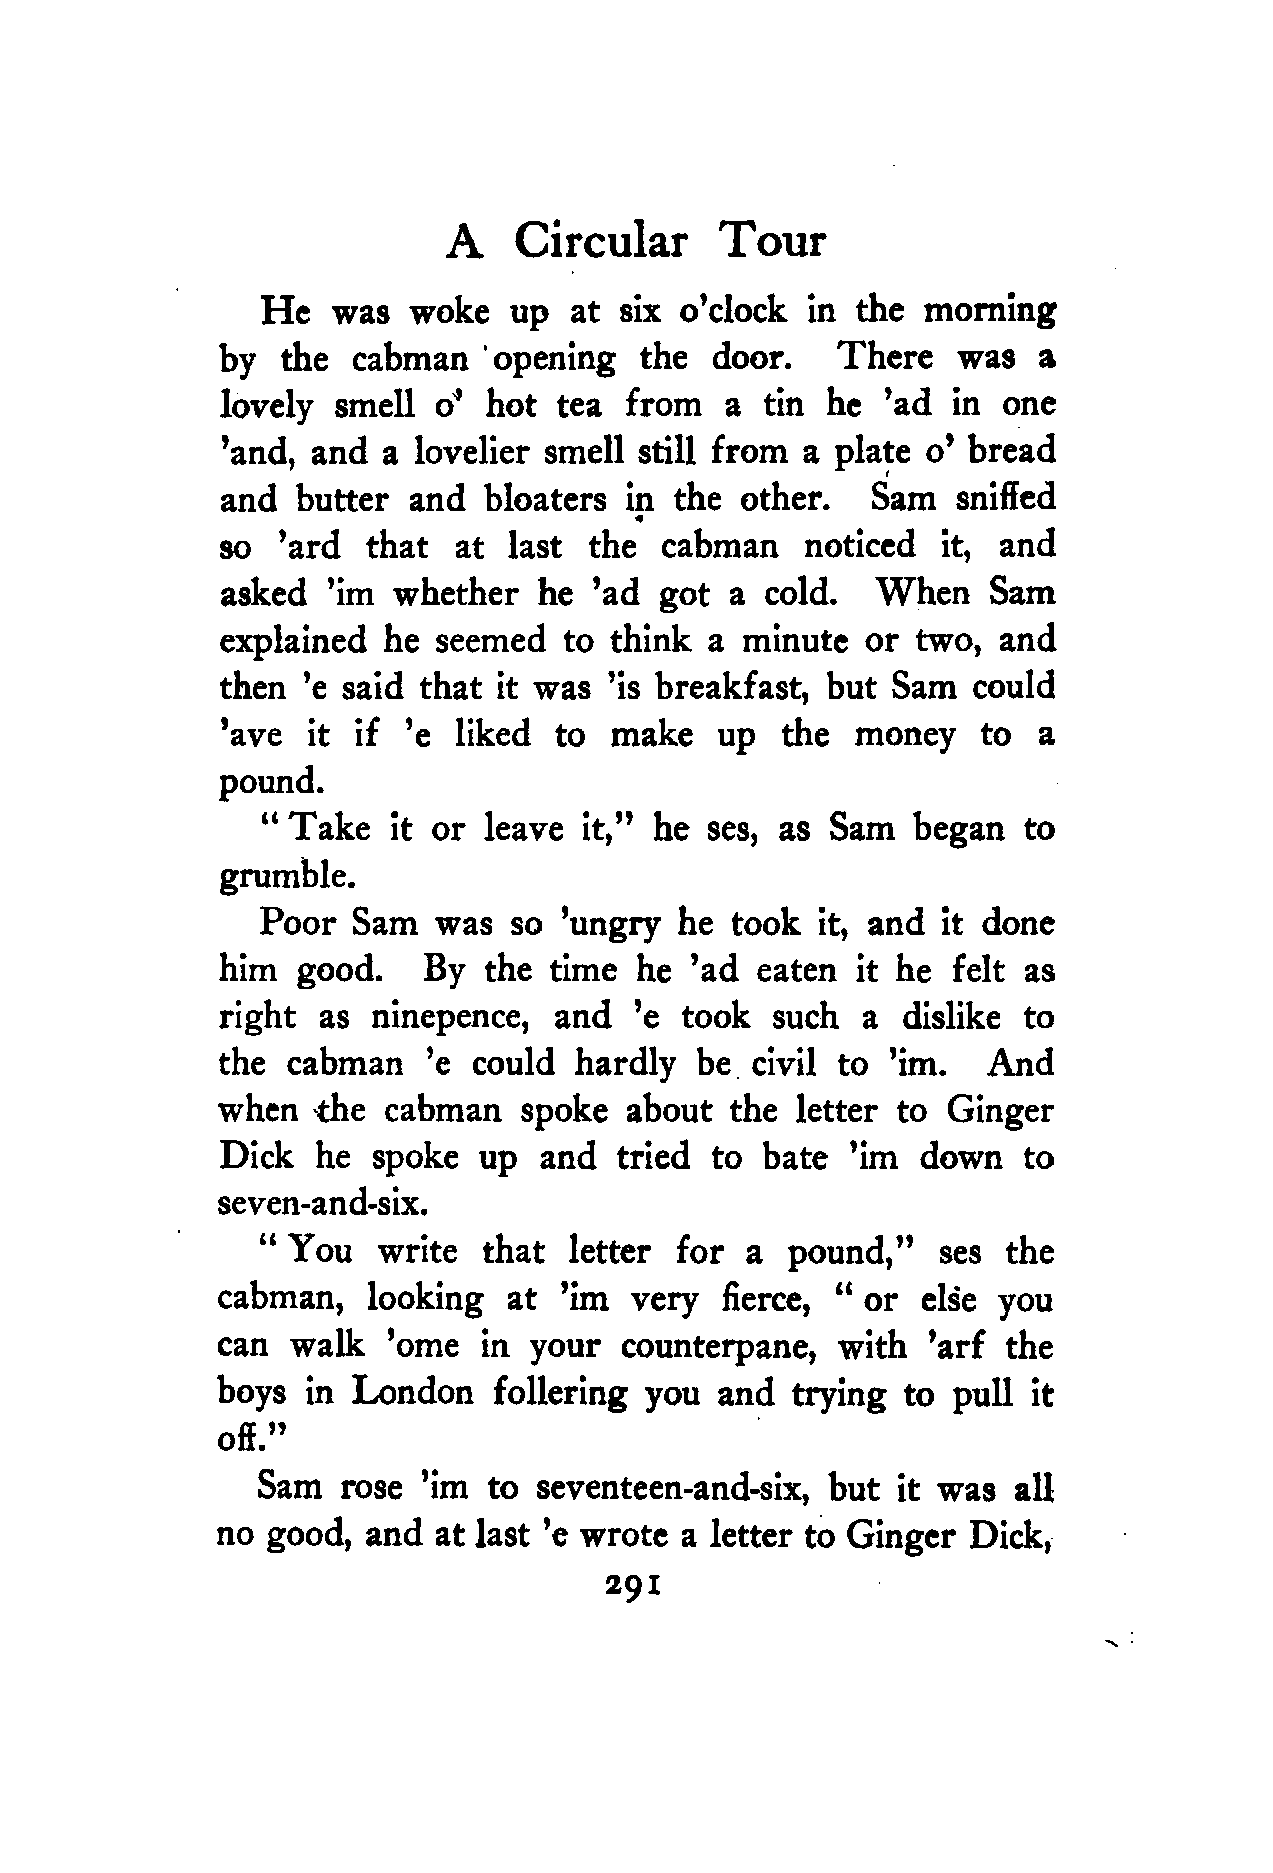 A Circular Tour
He was woke up at six o'clock in the morning
by the cabman opening the door. There was a
lovely smell o' hot tea from a tin he 'ad in one
'and, and a lovelier smell still from a plate o' bread
and butter and bloaters in the other. Sam sniffed
so 'ard that at last the cabman noticed it, and
asked 'im whether he 'ad got a cold. When Sam
explained he seemed to think a minute or two, and
then 'e said that it was 'is breakfast, but Sam could
'ave it if 'e liked to make up the money to a
pound.
"Take it or leave it," he ses, as Sam began to
grumble.
Poor Sam was so 'ungry he took it, and it done
him good. By the time he 'ad eaten it he felt as
right as ninepence, and 'e took such a dislike to
the cabman 'e could hardly be civil to 'im. And
when the cabman spoke about the letter to Ginger
Dick he spoke up and tried to bate 'im down to
seven-and-six.
"You write that letter for a pound," ses the
cabman, looking at 'im very fierce, "or else you
can walk 'ome in your counterpane, with 'arf the
boys in London follering you and trying to pull it
off."
Sam rose 'im to seventeen-and-six, but it was all
no good, and at last 'e wrote a letter to Ginger Dick,
291